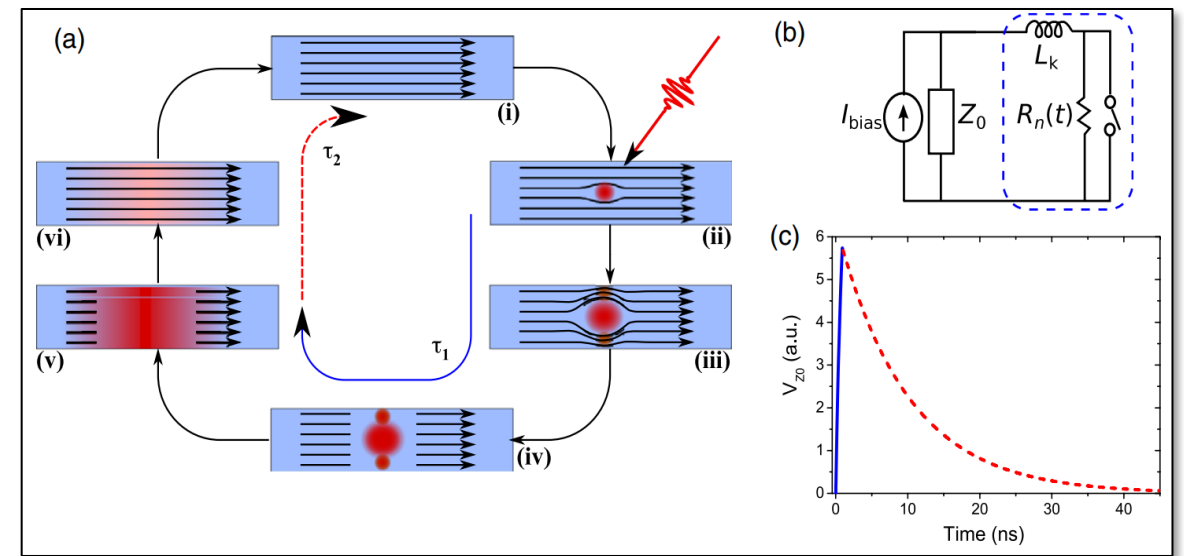 (a)
(i)
(ii)
(iii)
(iv)
(v)
(vi)
τ1
τ2
(b)
Lk
Ibias
Z0
Rn(t)
(c)
VZ0 (a.u.)
6
5
4
3
2
1
0
0 10 20 30 40
Time (ns)